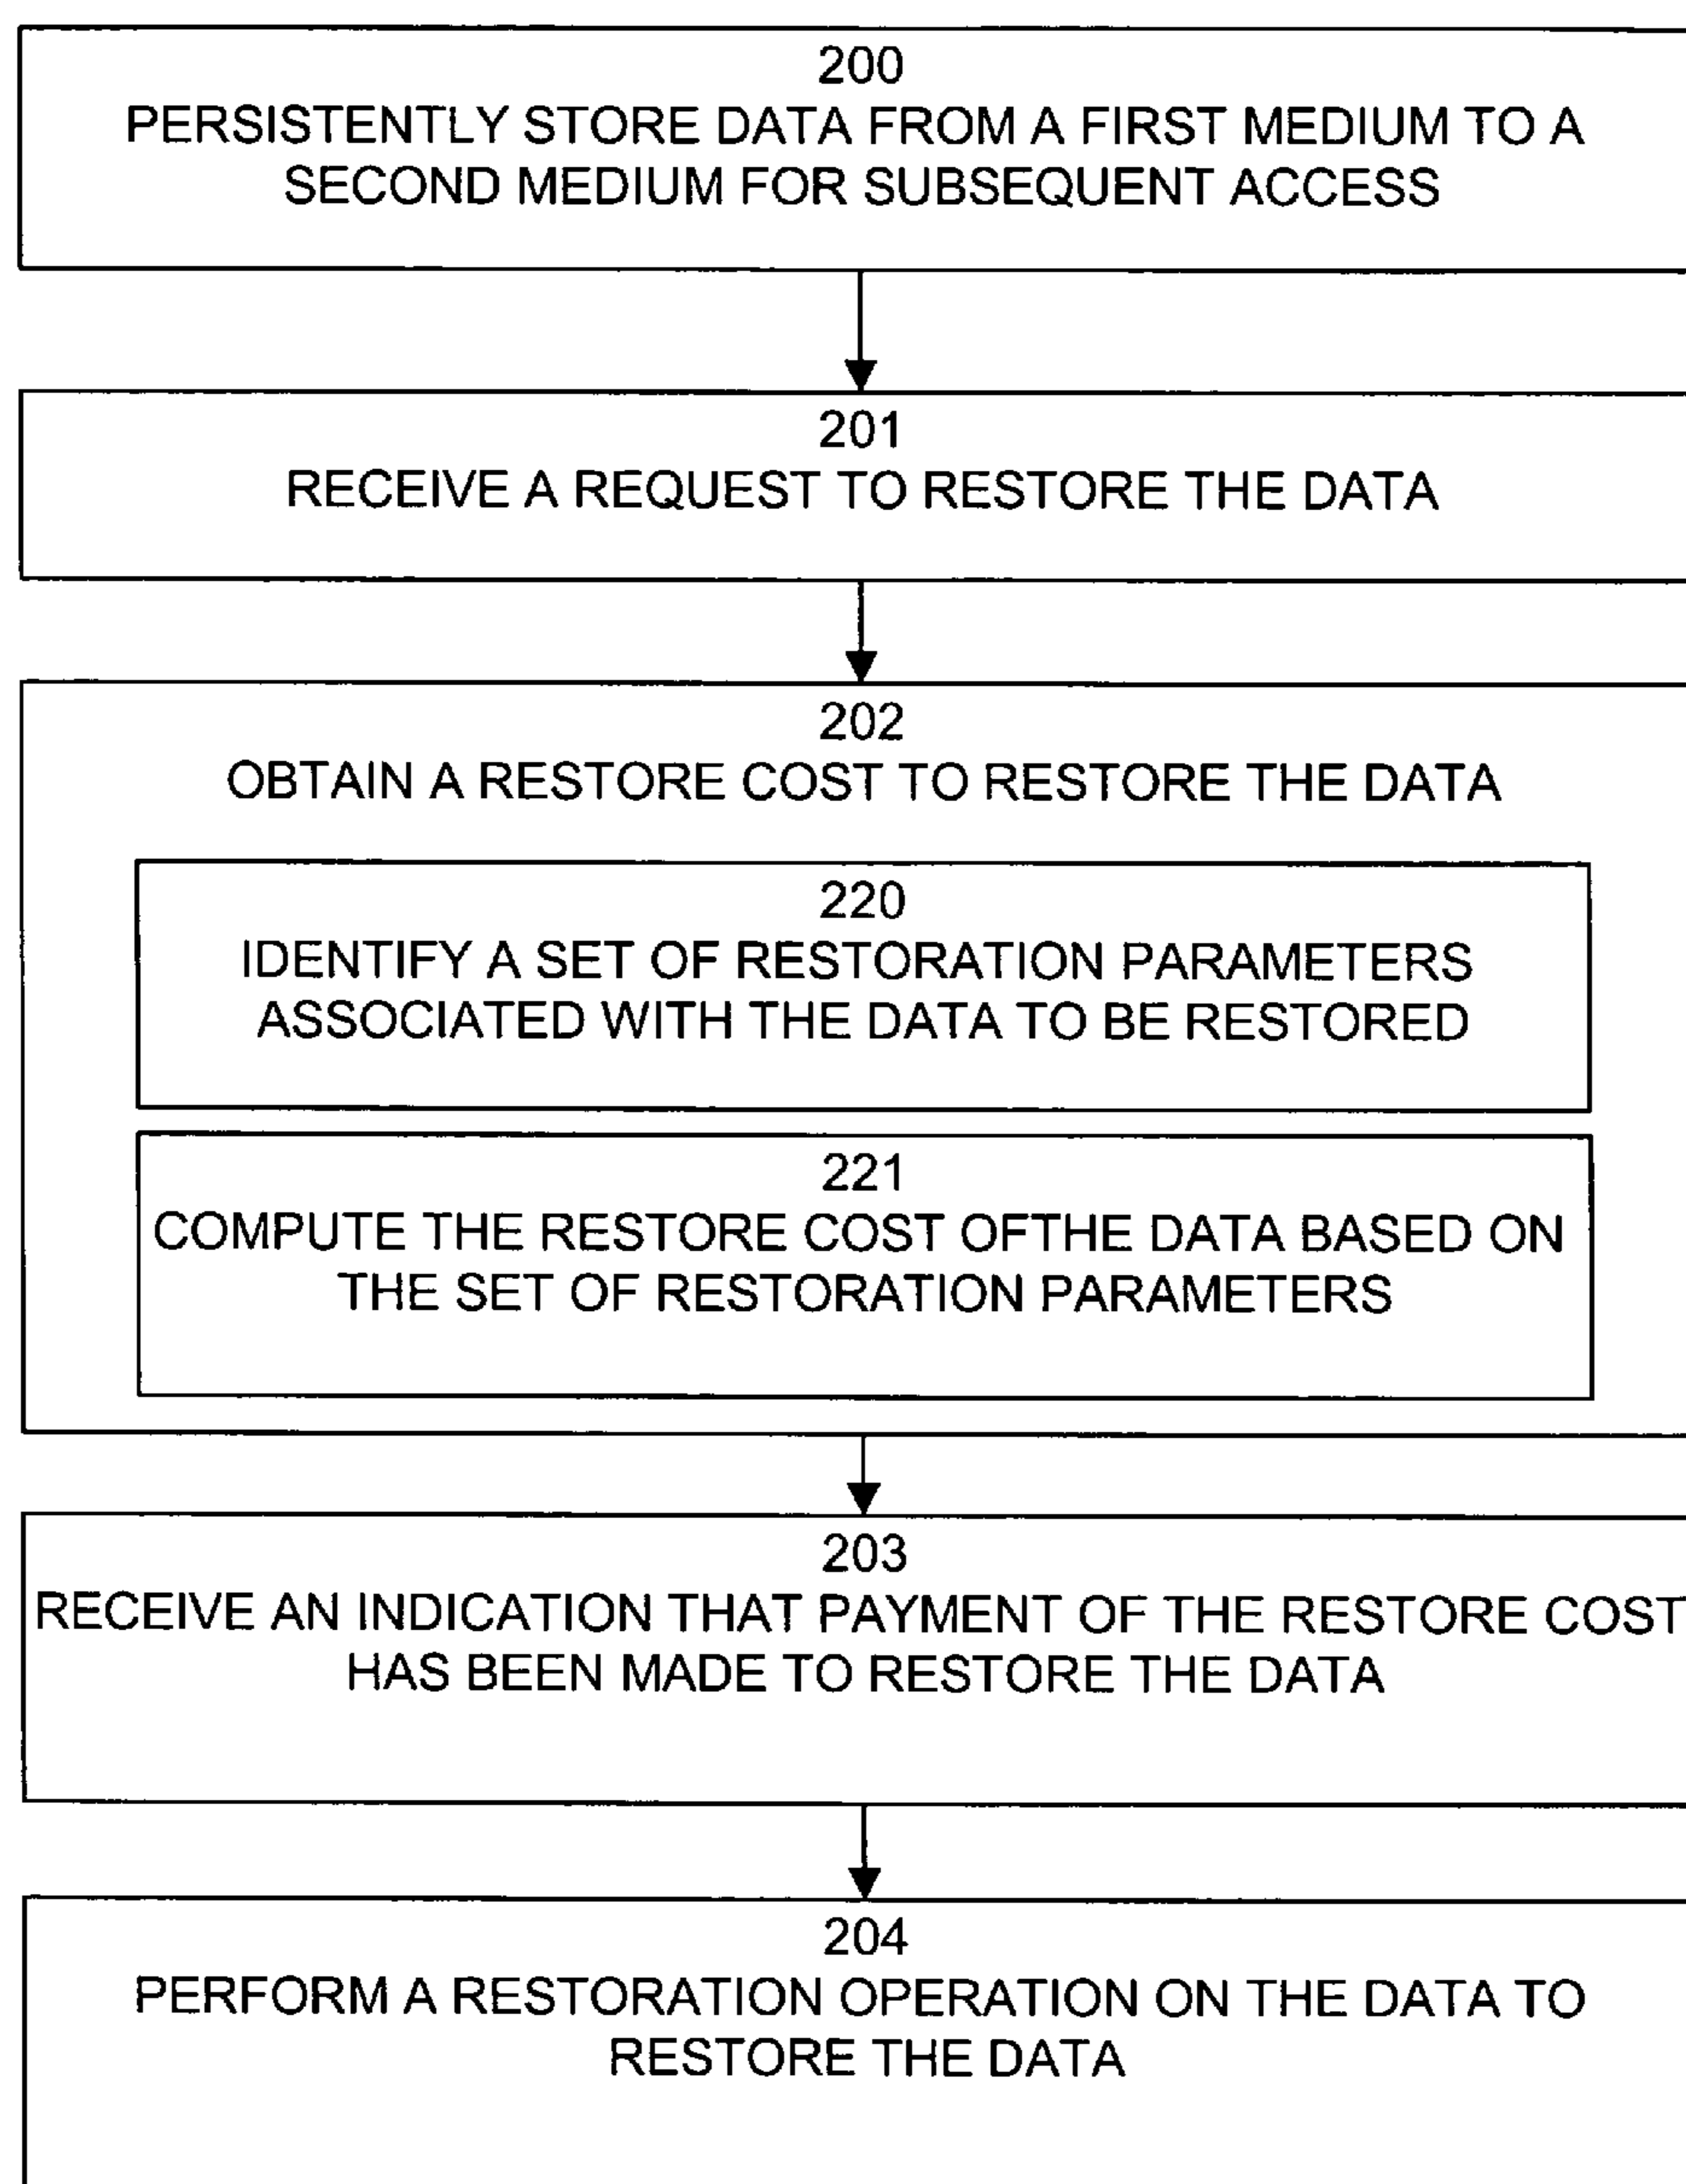 200
PERSISTENTLY STORE DATA FROM A FIRST MEDIUM TO A
SECOND MEDIUM FOR SUBSEQUENT ACCESS
201
RECEIVE A REQUEST TO RESTORE THE DATA
202
OBTAIN A RESTORE COST TO RESTORE THE DATA
220
IDENTIFY A SET OF RESTORATION PARAMETERS
ASSOCIATED WITH THE DATA TO BE RESTORED
221
COMPUTE THE RESTORE COST OFTHE DATA BASED ON
THE SET OF RESTORATION PARAMETERS
203
RECEIVE AN INDICATION THAT PAYMENT OF THE RESTORE COST
HAS BEEN MADE TO RESTORE THE DATA
204
PERFORM A RESTORATION OPERATION ON THE DATA TO
RESTORE THE DATA